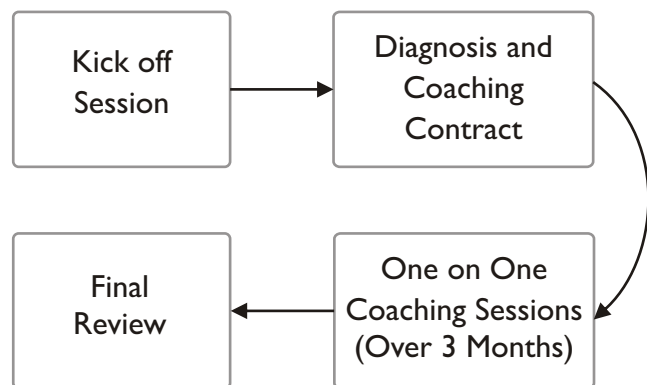 Kick off
Session
Diagnosis and
Coaching
Contract
One on One
Coaching Sessions
(Over 3 Months)
Final
Review